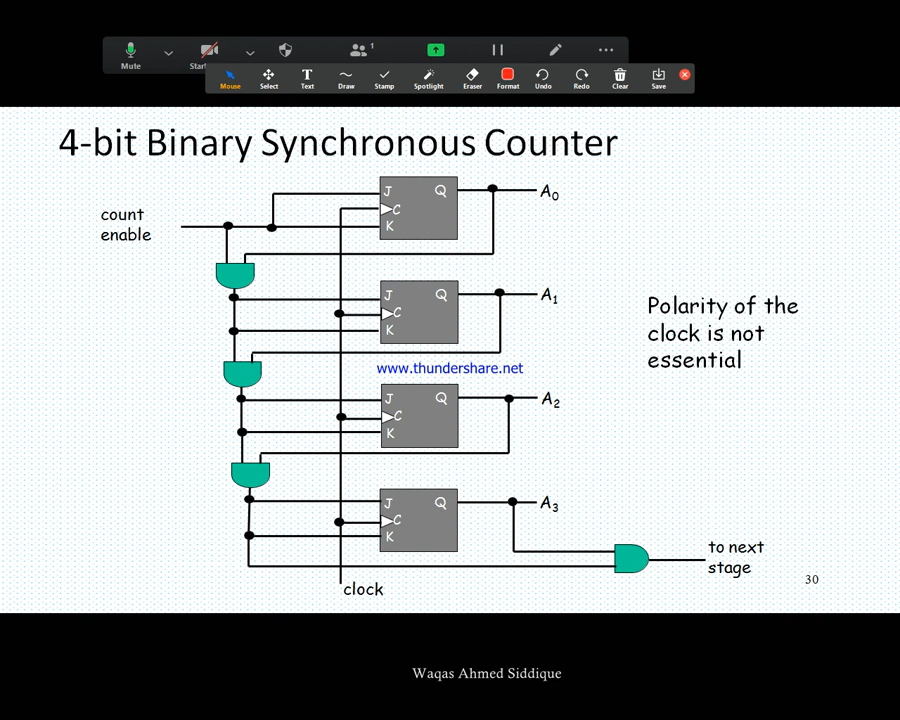 1
Mute
Start
Mouse
Select
Text
Draw
Stamp
Spotlight
Eraser
Format
Undo
Redo
Clear
Save
4-bit Binary Synchronous Counter
count
enable
J
Q
C
K
A0
J
Q
C
K
A1
Polarity of the
clock is not
essential
www.thundershare.net
J
Q
C
K
A2
J
Q
C
K
A3
to next
stage
clock
30
Waqas Ahmed Siddique